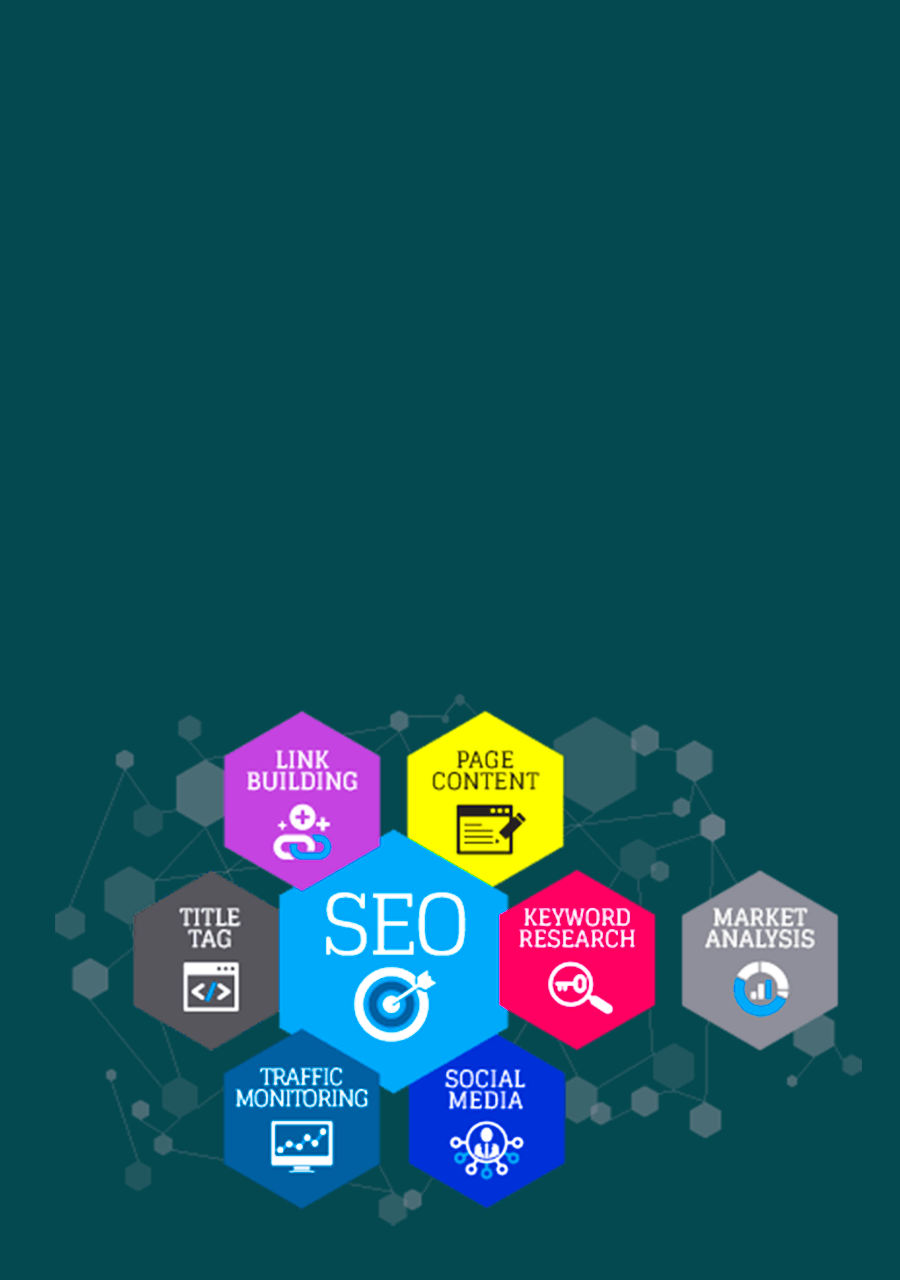 LINK
BUILDING
PAGE
CONTENT
TITLE
TAG
SEO
KEYWORD
RESEARCH
MARKET
ANALYSIS
TRAFFIC
MONITORING
SOCIAL
MEDIA